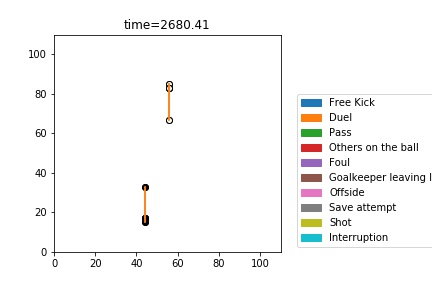 time=2680.41
100
80
60
40
20
0
0 20 40 60 80 100
Free Kick
Duel
Pass
Others on the ball
Foul
Goalkeeper leaving l
Offside
Save attempt
Shot
Interruption